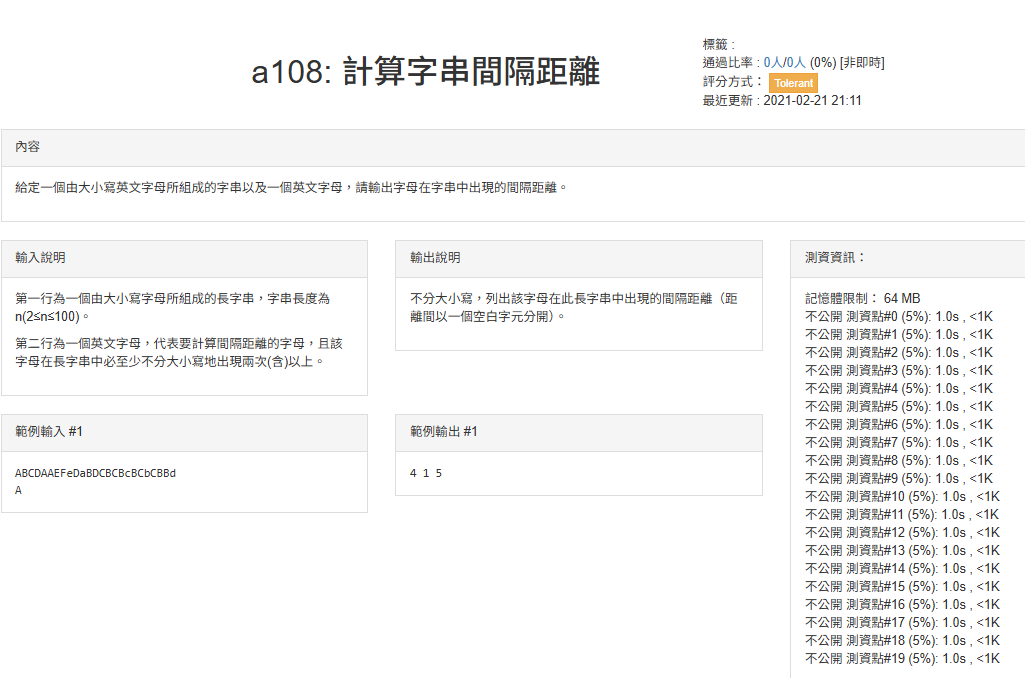 a108: 計算字串間隔距離
標籤 :
通過比率 : 0人/0人 (0%) [非即時]
評分方式： Tolerant
最近更新 : 2021-02-21 21:11
內容
給定一個由大小寫英文字母所組成的字串以及一個英文字母，請輸出字母在字串中出現的間隔距離。
輸入說明
第一行為一個由大小寫字母所組成的長字串，字串長度為
n(2≤n≤100)。
第二行為一個英文字母，代表要計算間隔距離的字母，且該
字母在長字串中必至少不分大小寫地出現兩次(含)以上。
輸出說明
不分大小寫，列出該字母在此長字串中出現的間隔距離（距
離間以一個空白字元分開）。
範例輸入 #1
ABCDAAEFeDaBDCBCBcBCbCBBd
A
範例輸出 #1
4 1 5
測資資訊：
記憶體限制： 64 MB
不公開 測資點#0 (5%): 1.0s , <1K
不公開 測資點#1 (5%): 1.0s , <1K
不公開 測資點#2 (5%): 1.0s , <1K
不公開 測資點#3 (5%): 1.0s , <1K
不公開 測資點#4 (5%): 1.0s , <1K
不公開 測資點#5 (5%): 1.0s , <1K
不公開 測資點#6 (5%): 1.0s , <1K
不公開 測資點#7 (5%): 1.0s , <1K
不公開 測資點#8 (5%): 1.0s , <1K
不公開 測資點#9 (5%): 1.0s , <1K
不公開 測資點#10 (5%): 1.0s , <1K
不公開 測資點#11 (5%): 1.0s , <1K
不公開 測資點#12 (5%): 1.0s , <1K
不公開 測資點#13 (5%): 1.0s , <1K
不公開 測資點#14 (5%): 1.0s , <1K
不公開 測資點#15 (5%): 1.0s , <1K
不公開 測資點#16 (5%): 1.0s , <1K
不公開 測資點#17 (5%): 1.0s , <1K
不公開 測資點#18 (5%): 1.0s , <1K
不公開 測資點#19 (5%): 1.0s , <1K